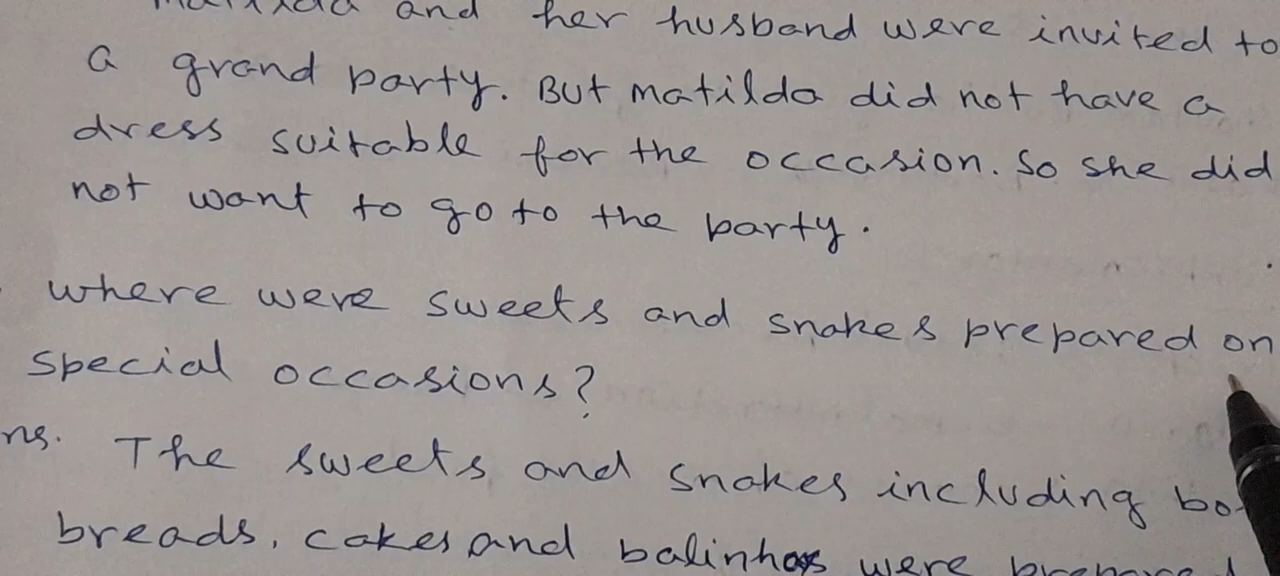 and her husband were invited to
a grand party. But matilda did not have a
dress suitable for the occasion. So she did
not want to go to the party.
where were sweets and snakes prepared on
special occasions?
ns. The sweets and snakes including bo
breads, cakes and balinhas were prepared